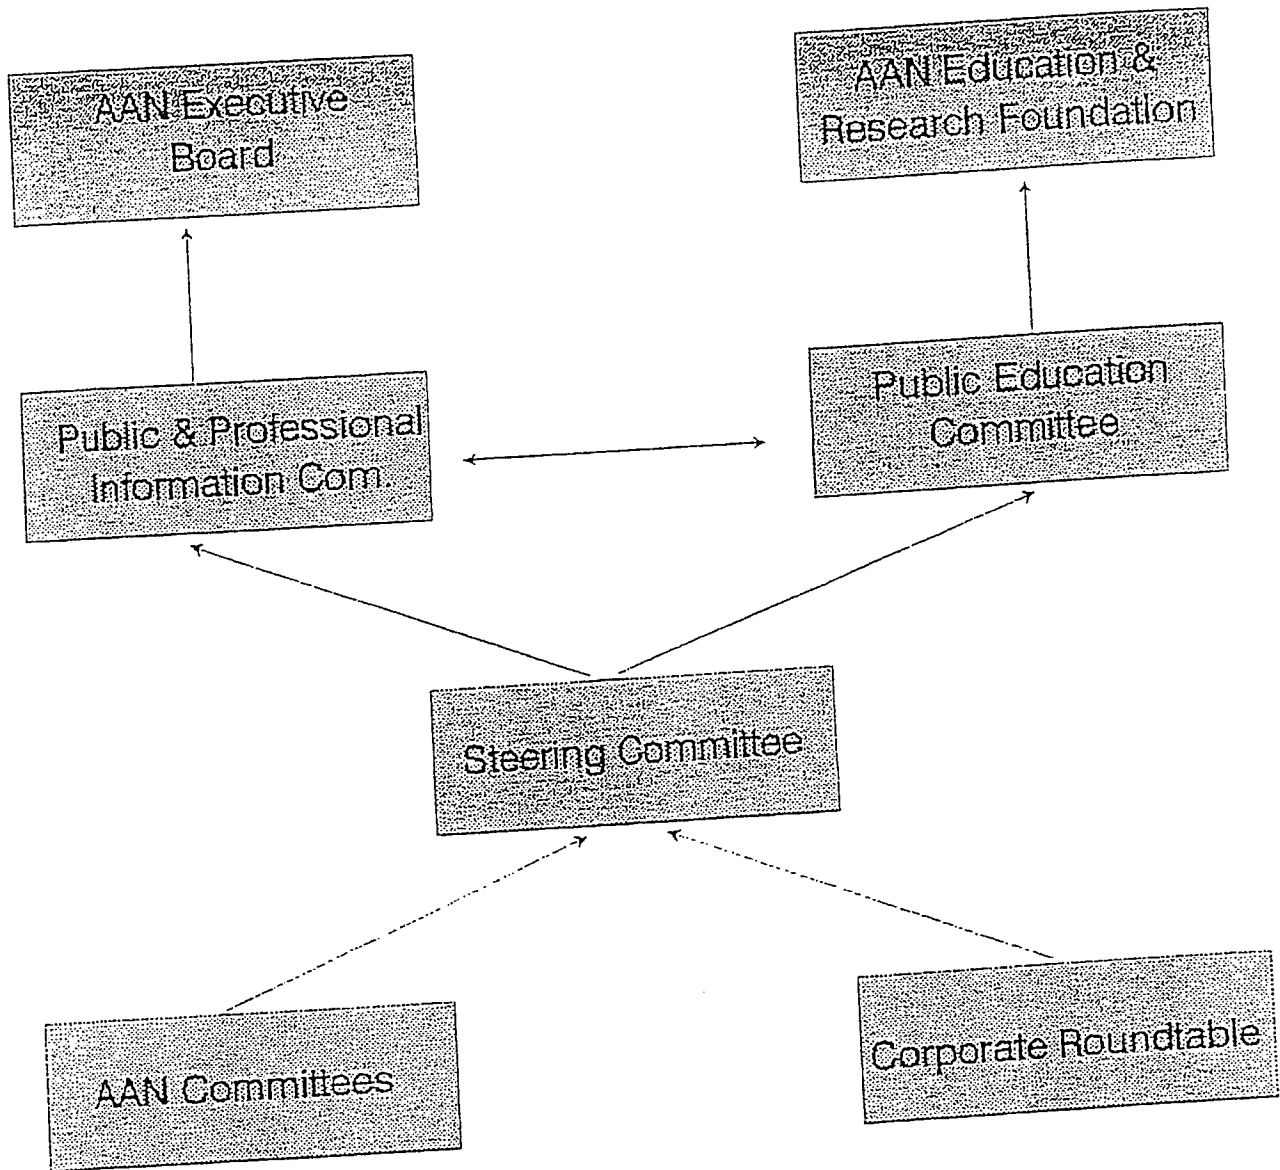 AAN Executive
Board
AAN Education &
Research Foundation
Public & Professional
Information Com.
Public Education
Committee
Steering Committee
AAN Committees
Corporate Roundtable